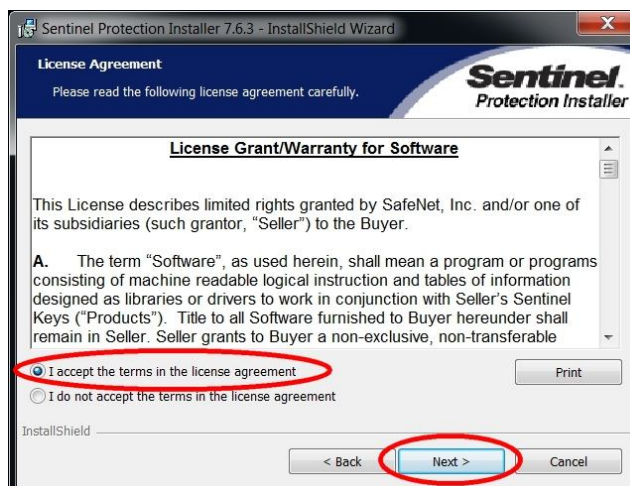 Sentinel Protection Installer 7.6.3 - InstallShield Wizard
License Agreement
Please read the following license agreement carefully.
Sentinel.
Protection Installer
License Grant/Warranty for Software
This License describes limited rights granted by SafeNet, Inc. and/or one of
its subsidiaries (such grantor, “Seller”) to the Buyer.
A. The term “Software”, as used herein, shall mean a program or programs
consisting of machine readable logical instruction and tables of information
designed as libraries or drivers to work in conjunction with Seller’s Sentinel
Keys (“Products”). Title to all Software furnished to Buyer hereunder shall
remain in Seller. Seller grants to Buyer a non-exclusive, non-transferable
I accept the terms in the license agreement
Print
I do not accept the terms in the license agreement
InstallShield
< Back
Next >
Cancel